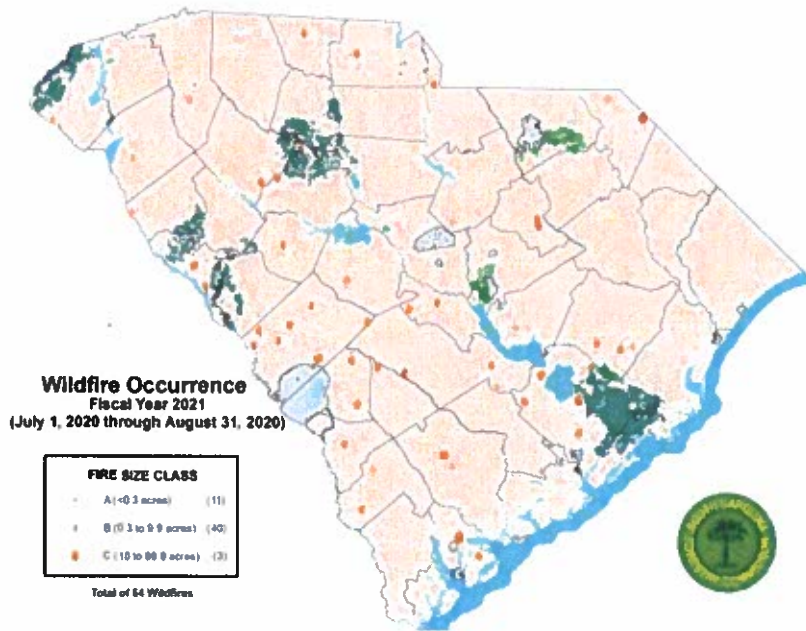 Wildfire Occurrence
Fiscal Year 2021
(July 1, 2020 through August 31, 2020)
FIRE SIZE CLASS
A (<0.3 acres) (11)
B (0.3 to 9.9 acres) (40)
C (10 to 99.9 acres) (3)
Total of 54 Wildfires